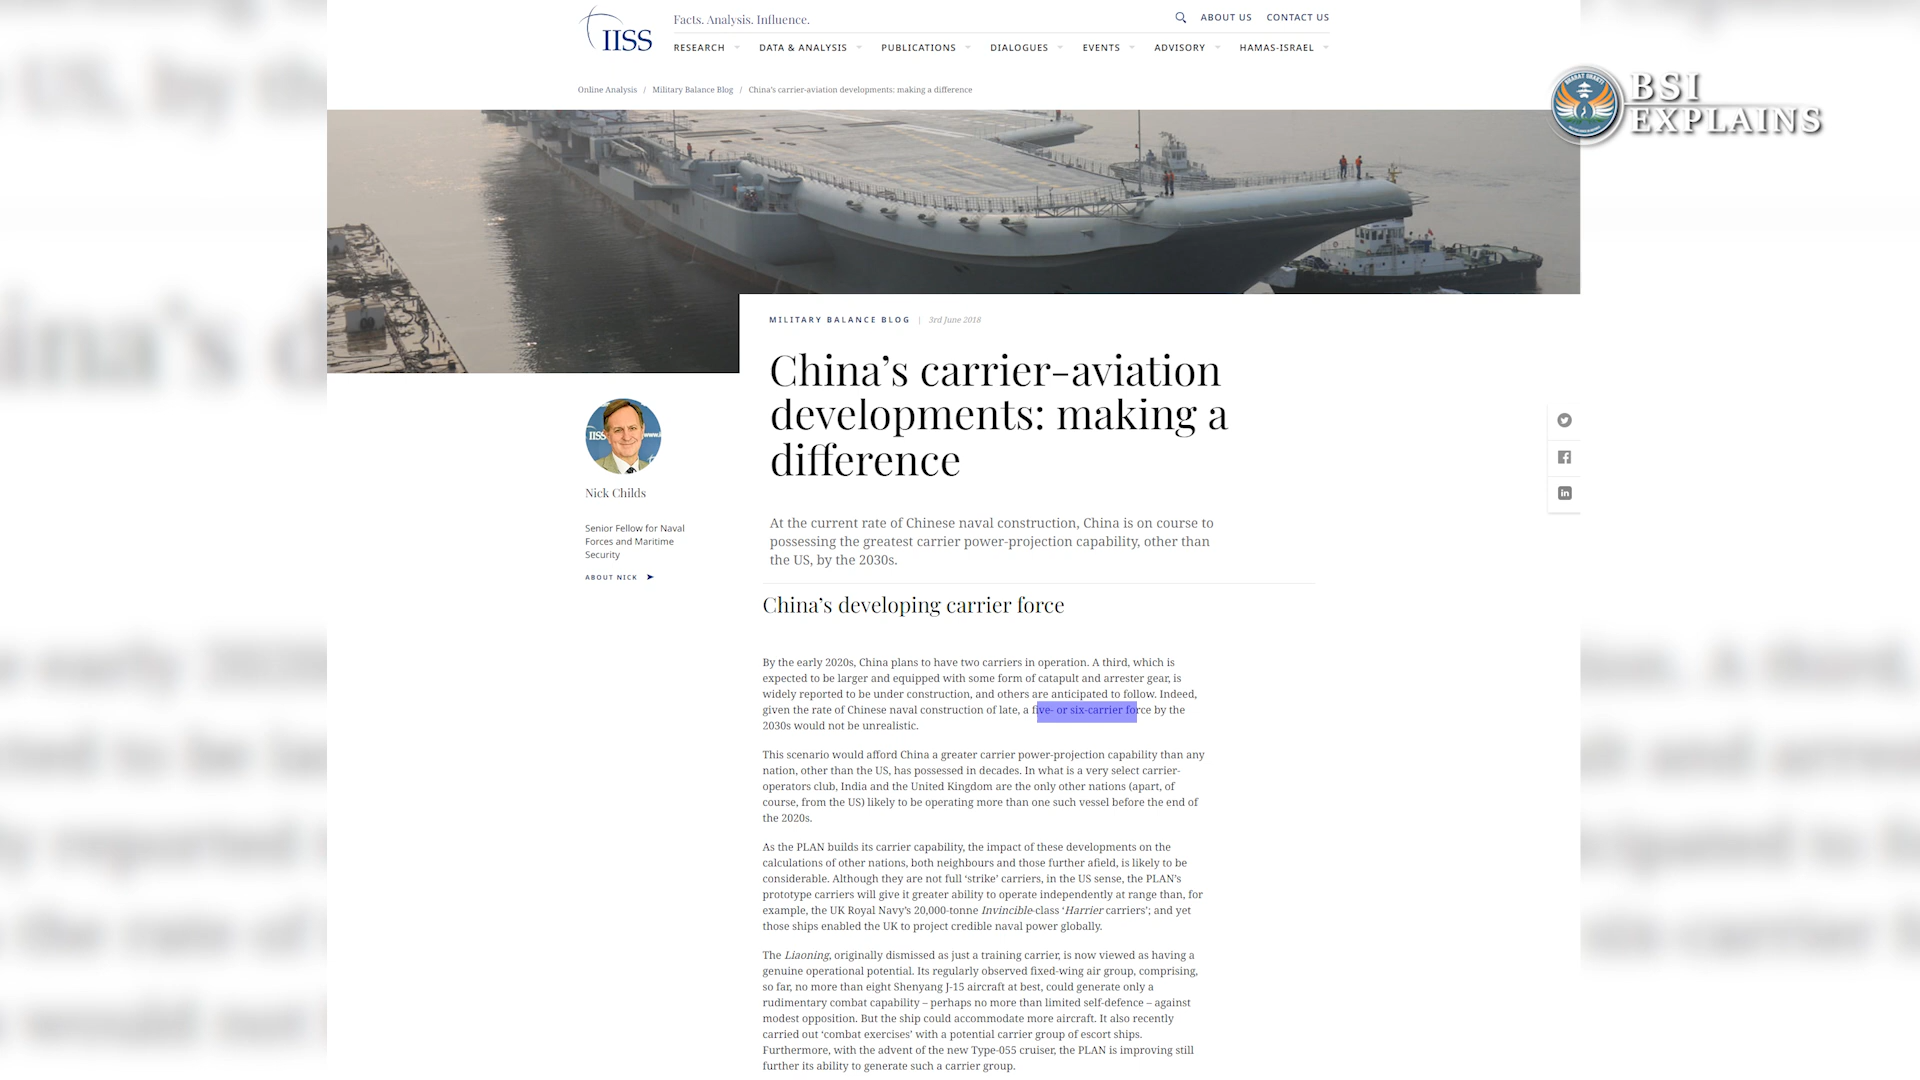 IISS
Facts. Analysis. Influence.
ABOUT US
CONTACT US
RESEARCH
DATA & ANALYSIS
PUBLICATIONS
DIALOGUES
EVENTS
ADVISORY
HAMAS-ISRAEL
Online Analysis / Military Balance Blog / China's carrier-aviation developments: making a difference
BSI
EXPLAINS
MILITARY BALANCE BLOG | 3rd June 2018
China's carrier-aviation
developments: making a
difference
Nick Childs
Senior Fellow for Naval
Forces and Maritime
Security
ABOUT NICK
At the current rate of Chinese naval construction, China is on course to
possessing the greatest carrier power-projection capability, other than
the US, by the 2030s.
China's developing carrier force
By the early 2020s, China plans to have two carriers in operation. A third, which is
expected to be larger and equipped with some form of catapult and arrester gear, is
widely reported to be under construction, and others are anticipated to follow. Indeed,
given the rate of Chinese naval construction of late, a five- or six-carrier force by the
2030s would not be unrealistic.
This scenario would afford China a greater carrier power-projection capability than any
nation, other than the US, has possessed in decades. In what is a very select carrier-
operators club, India and the United Kingdom are the only other nations (apart, of
course, from the US) likely to be operating more than one such vessel before the end of
the 2020s.
As the PLAN builds its carrier capability, the impact of these developments on the
calculations of other nations, both neighbours and those further afield, is likely to be
considerable. Although they are not full 'strike' carriers, in the US sense, the PLAN's
prototype carriers will give it greater ability to operate independently at range than, for
example, the UK Royal Navy's 20,000-tonne Invincible-class 'Harrier carriers'; and yet
those ships enabled the UK to project credible naval power globally.
The Liaoning, originally dismissed as just a training carrier, is now viewed as having a
genuine operational potential. Its regularly observed fixed-wing air group, comprising,
so far, no more than eight Shenyang J-15 aircraft at best, could generate only a
rudimentary combat capability – perhaps no more than limited self-defence – against
modest opposition. But the ship could accommodate more aircraft. It also recently
carried out 'combat exercises' with a potential carrier group of escort ships.
Furthermore, with the advent of the new Type-055 cruiser, the PLAN is improving still
further its ability to generate such a carrier group.